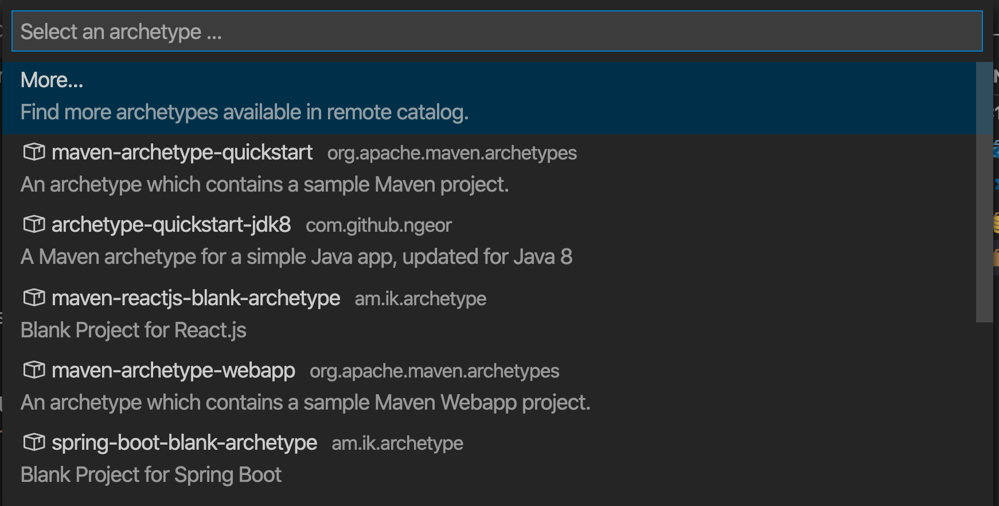 Select an archetype ...
More...
Find more archetypes available in remote catalog.
maven-archetype-quickstart org.apache.maven.archetypes
An archetype which contains a sample Maven project.
archetype-quickstart-jdk8 com.github.ngeor
A Maven archetype for a simple Java app, updated for Java 8
maven-reactjs-blank-archetype am.ik.archetype
Blank Project for React.js
maven-archetype-webapp org.apache.maven.archetypes
An archetype which contains a sample Maven Webapp project.
spring-boot-blank-archetype am.ik.archetype
Blank Project for Spring Boot